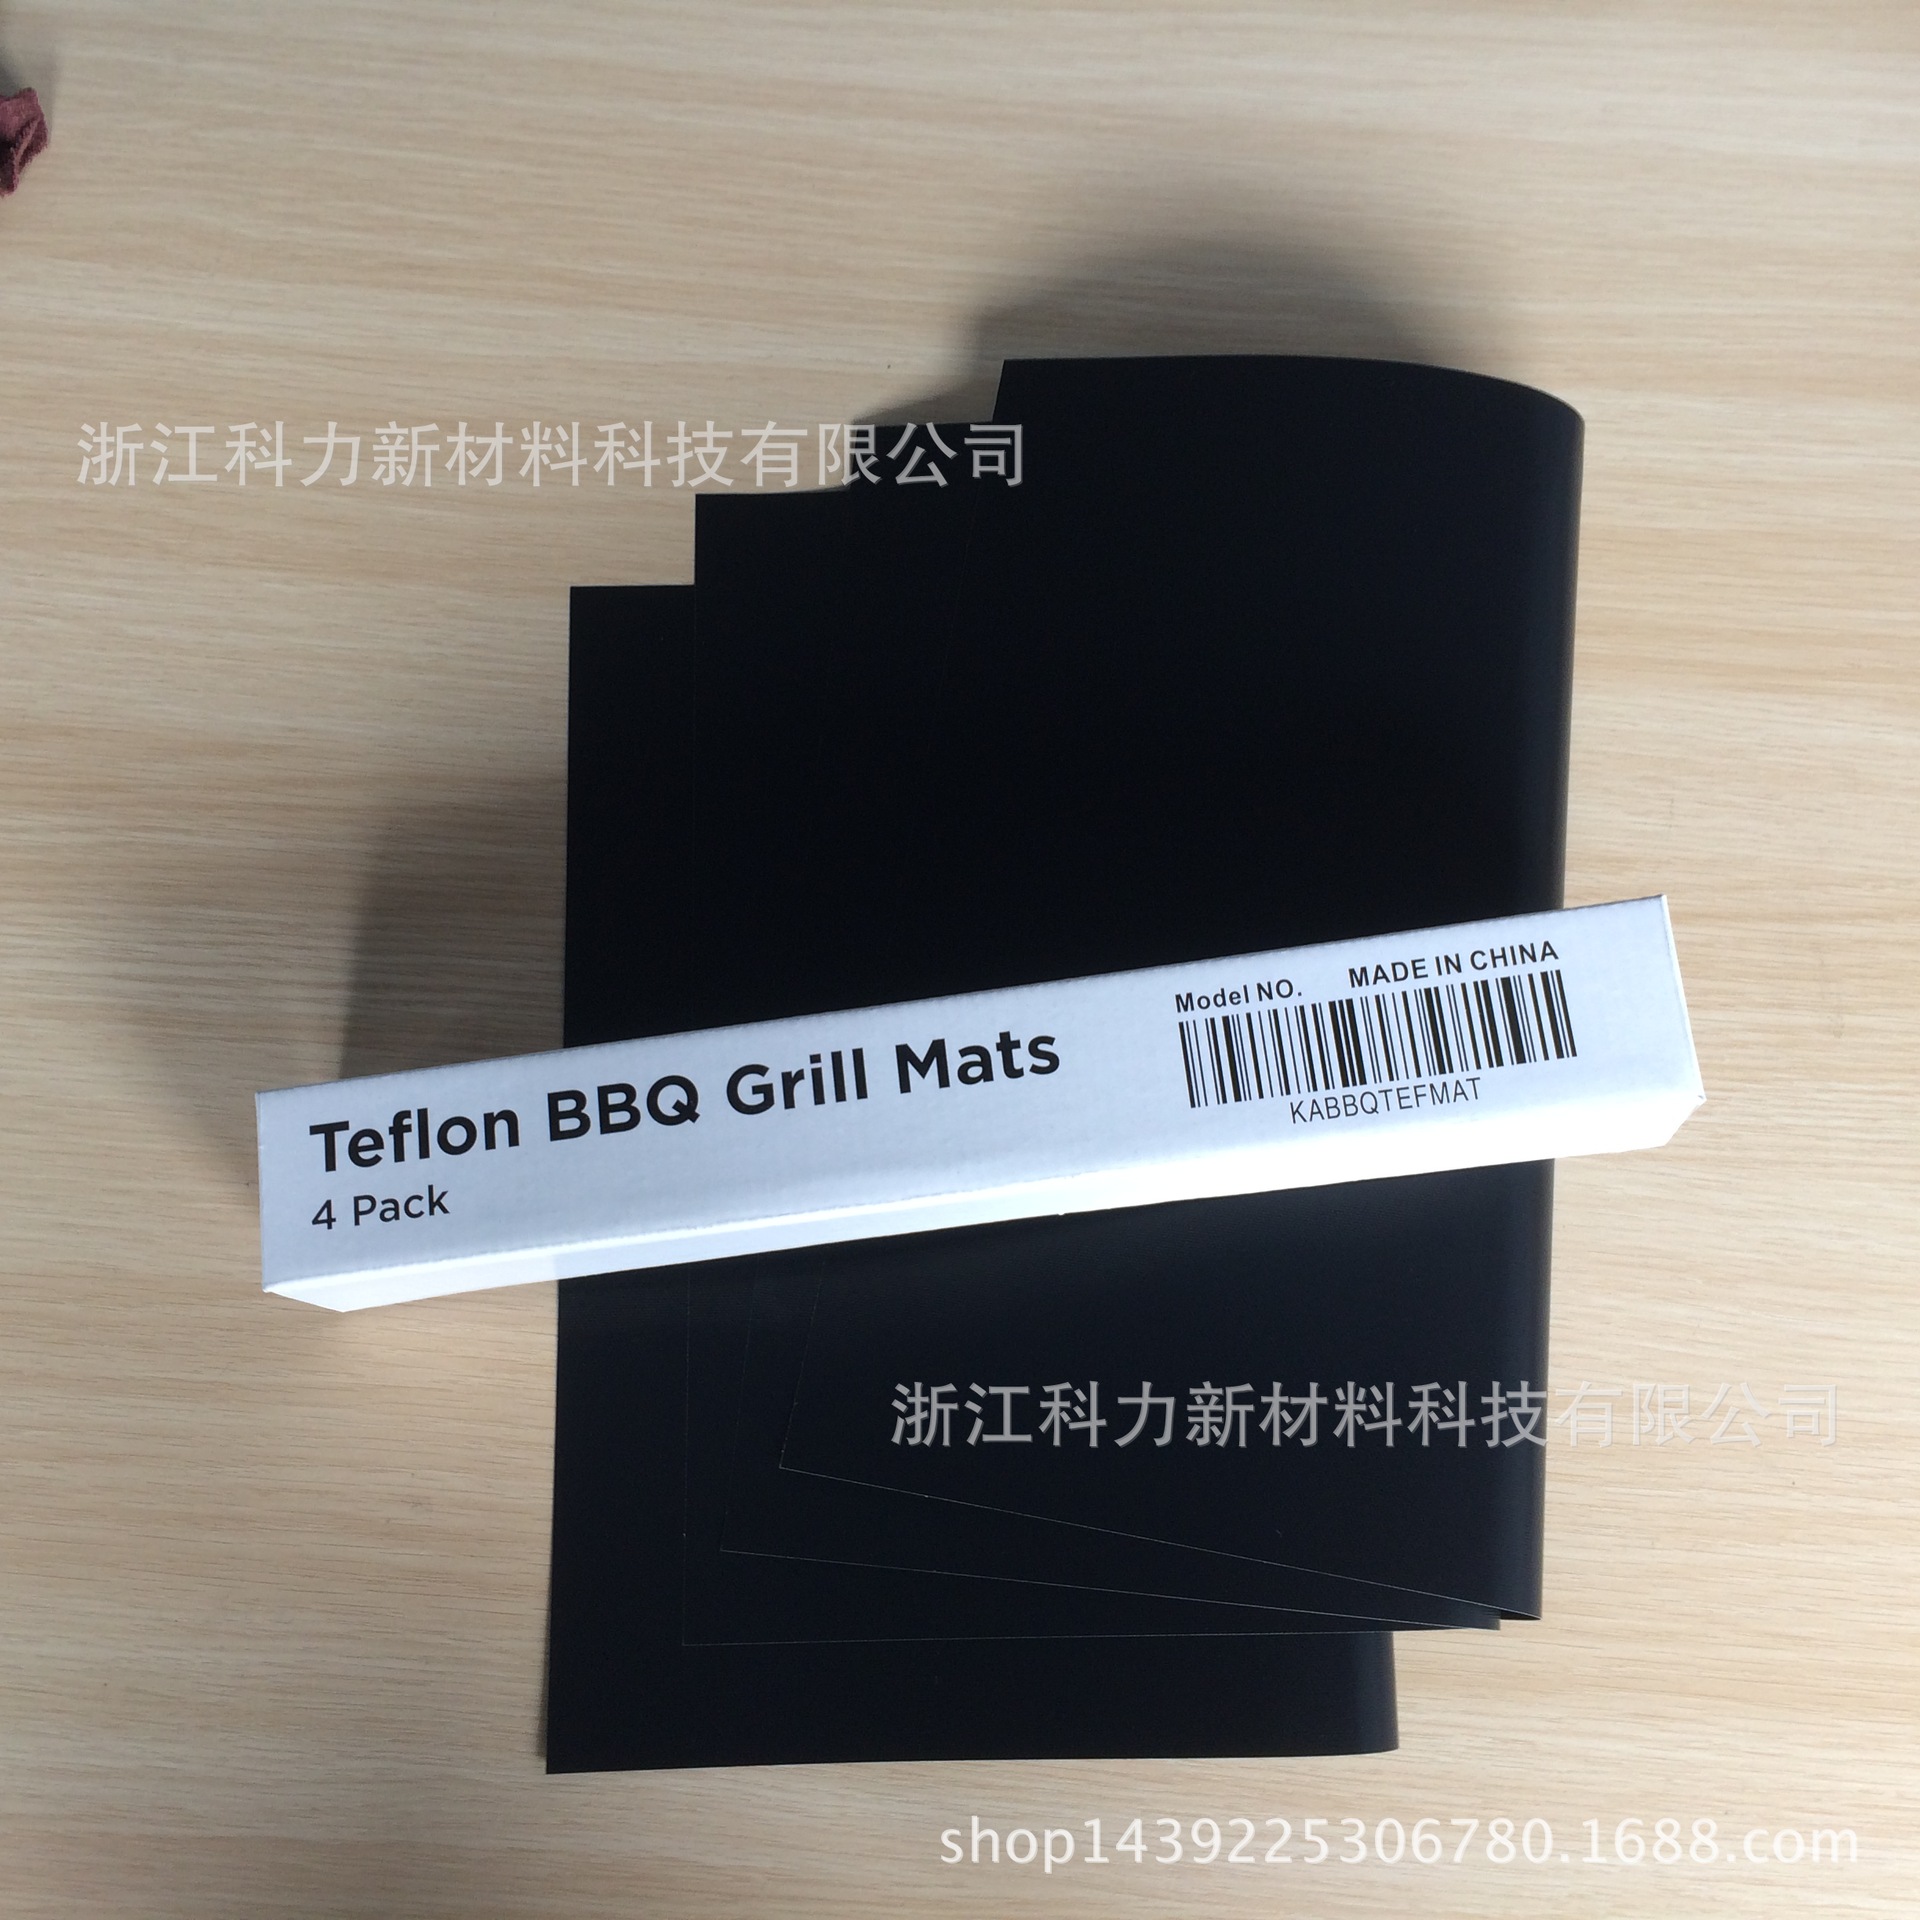 浙江科力新材料科技有限公司
Model NO. MADE IN CHINA
Teflon BBQ Grill Mats
KABBQTEFMAT
4 Pack
浙江科力新材料科技有限公司
shop1439225306780.1688.com